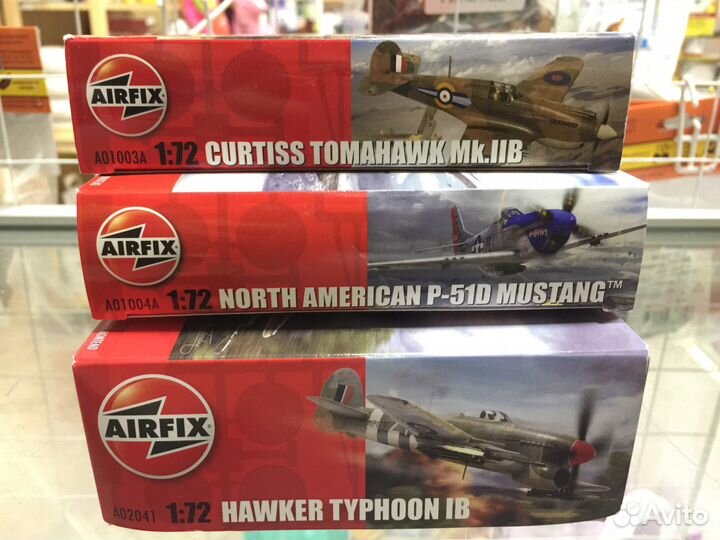 AIRFIX
A01003A 1:72 CURTISS TOMAHAWK Mk.IIB
AIRFIX
A01004A 1:72 NORTH AMERICAN P-51D MUSTANG™
AIRFIX
A02041 1:72 HAWKER TYPHOON IB
Avito